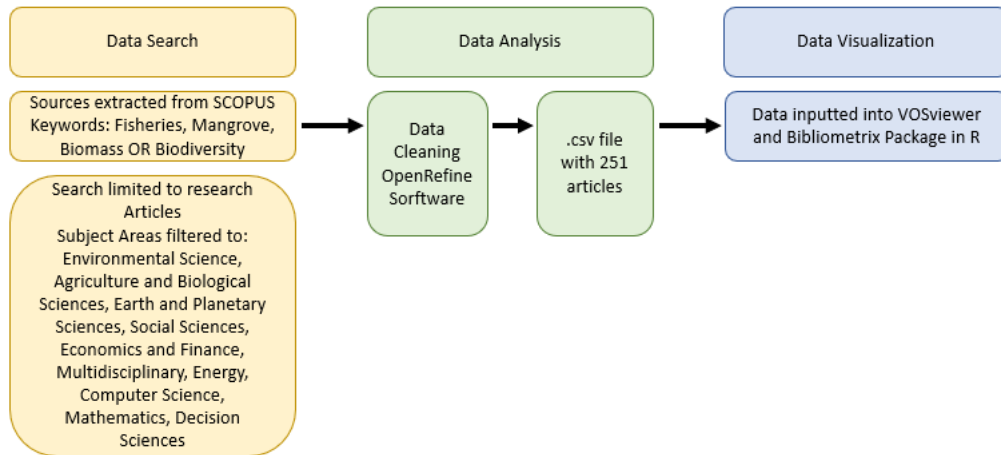 Data Search
Data Analysis
Data Visualization
Sources extracted from SCOPUS
Keywords: Fisheries, Mangrove,
Biomass OR Biodiversity
Data
Cleaning
OpenRefine
Sorftware
.csv file
with 251
articles
Data inputted into VOSviewer
and Bibliometrix Package in R
Search limited to research
Articles
Subject Areas filtered to:
Environmental Science,
Agriculture and Biological
Sciences, Earth and Planetary
Sciences, Social Sciences,
Economics and Finance,
Multidisciplinary, Energy,
Computer Science,
Mathematics, Decision
Sciences